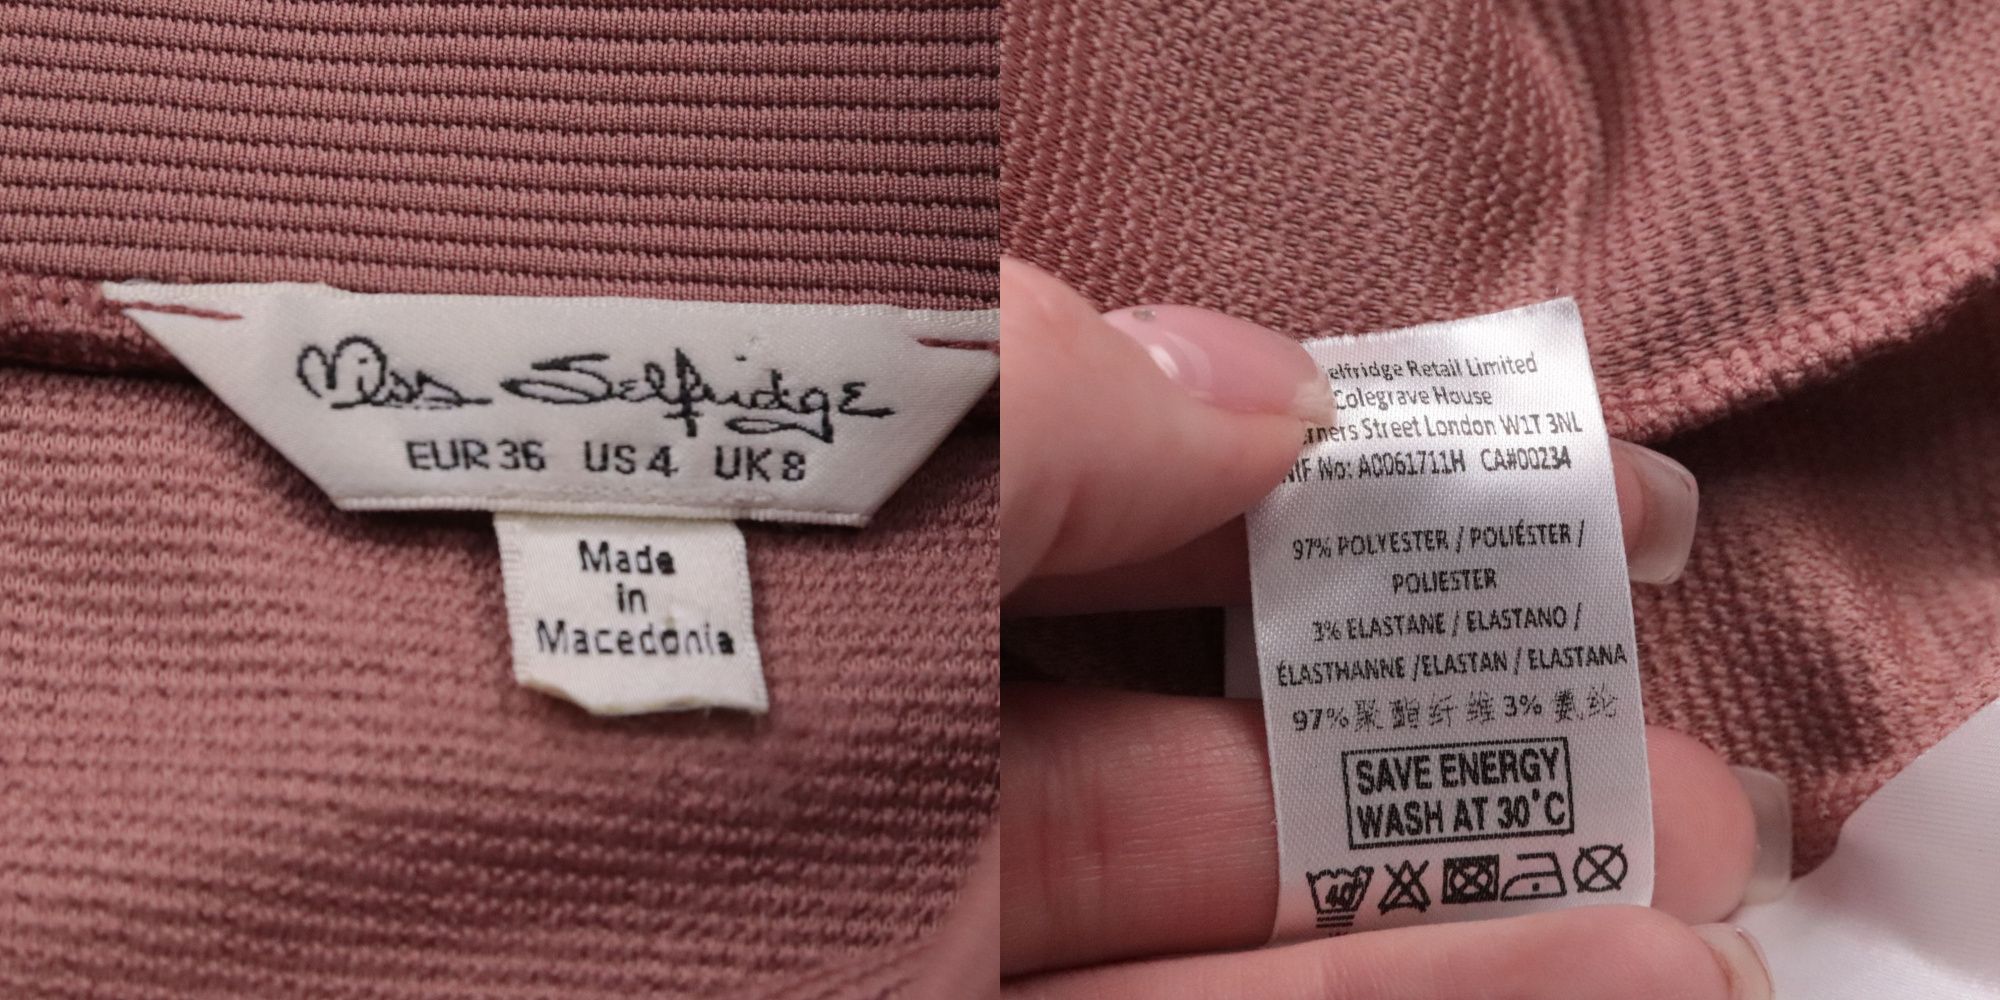 Miss Selfridge
EUR 36 US 4 UK 8
Made
in
Macedonia
elfridge Retail Limited
Colegrave House
Street London W1T 3NL
No: A0061711H CA#00234
97% POLYESTER / POLIÉSTER /
POLIESTER
3% ELASTANE / ELASTANO /
ÉLASTHANNE /ELASTAN / ELASTANA
97% 聚酯纤维 3% 氨纶
SAVE ENERGY
WASH AT 30°C
40°